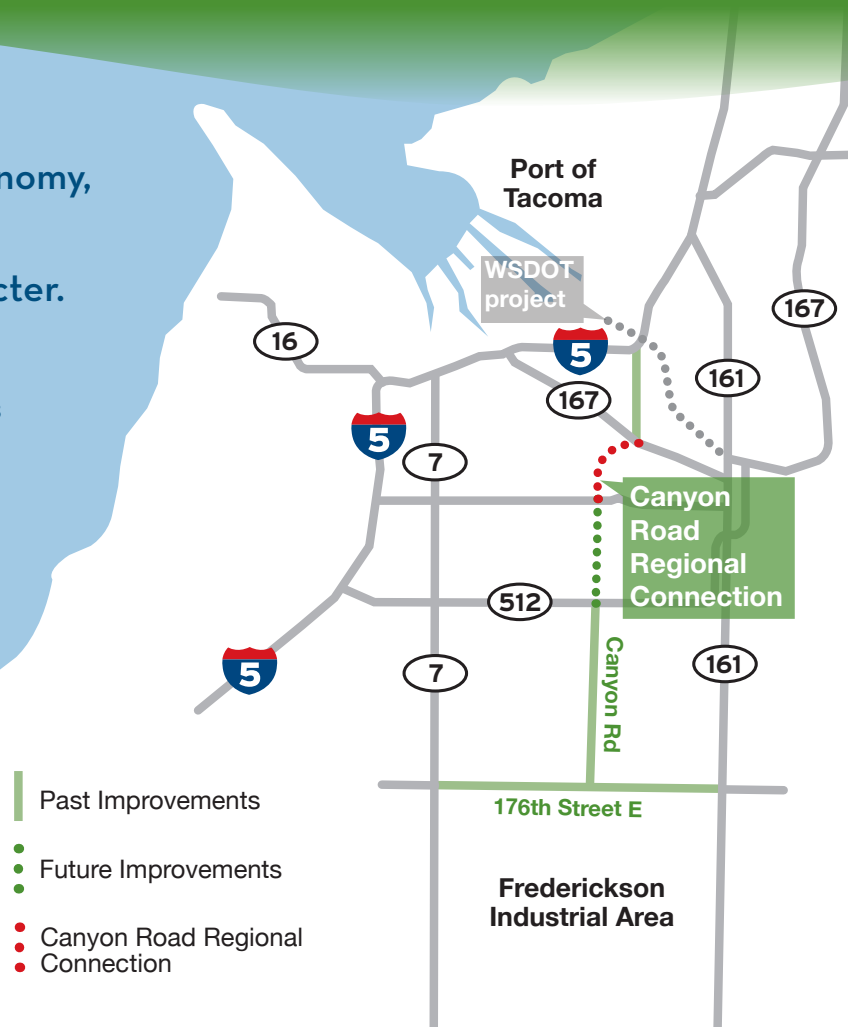 nomy,
cter.
Port of
Tacoma
WSDOT
project
167
16
5
161
167
5
7
Canyon
Road
Regional
Connection
512
5
7
Canyon Rd
161
176th Street E
Past Improvements
Future Improvements
Canyon Road Regional
Connection
Frederickson
Industrial Area